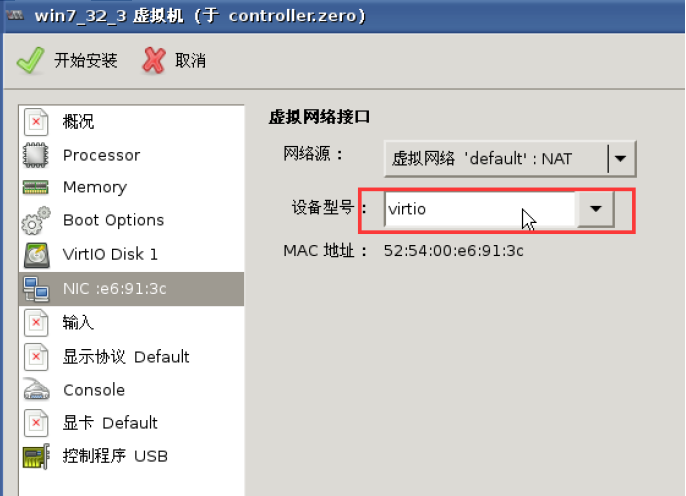 win7_32_3 虚拟机（于 controller.zero）
开始安装 取消
概况
Processor
Memory
Boot Options
VirtIO Disk 1
NIC :e6:91:3c
输入
显示协议 Default
Console
显卡 Default
控制程序 USB
虚拟网络接口
网络源： 虚拟网络 'default' : NAT
设备型号： virtio
MAC 地址： 52:54:00:e6:91:3c